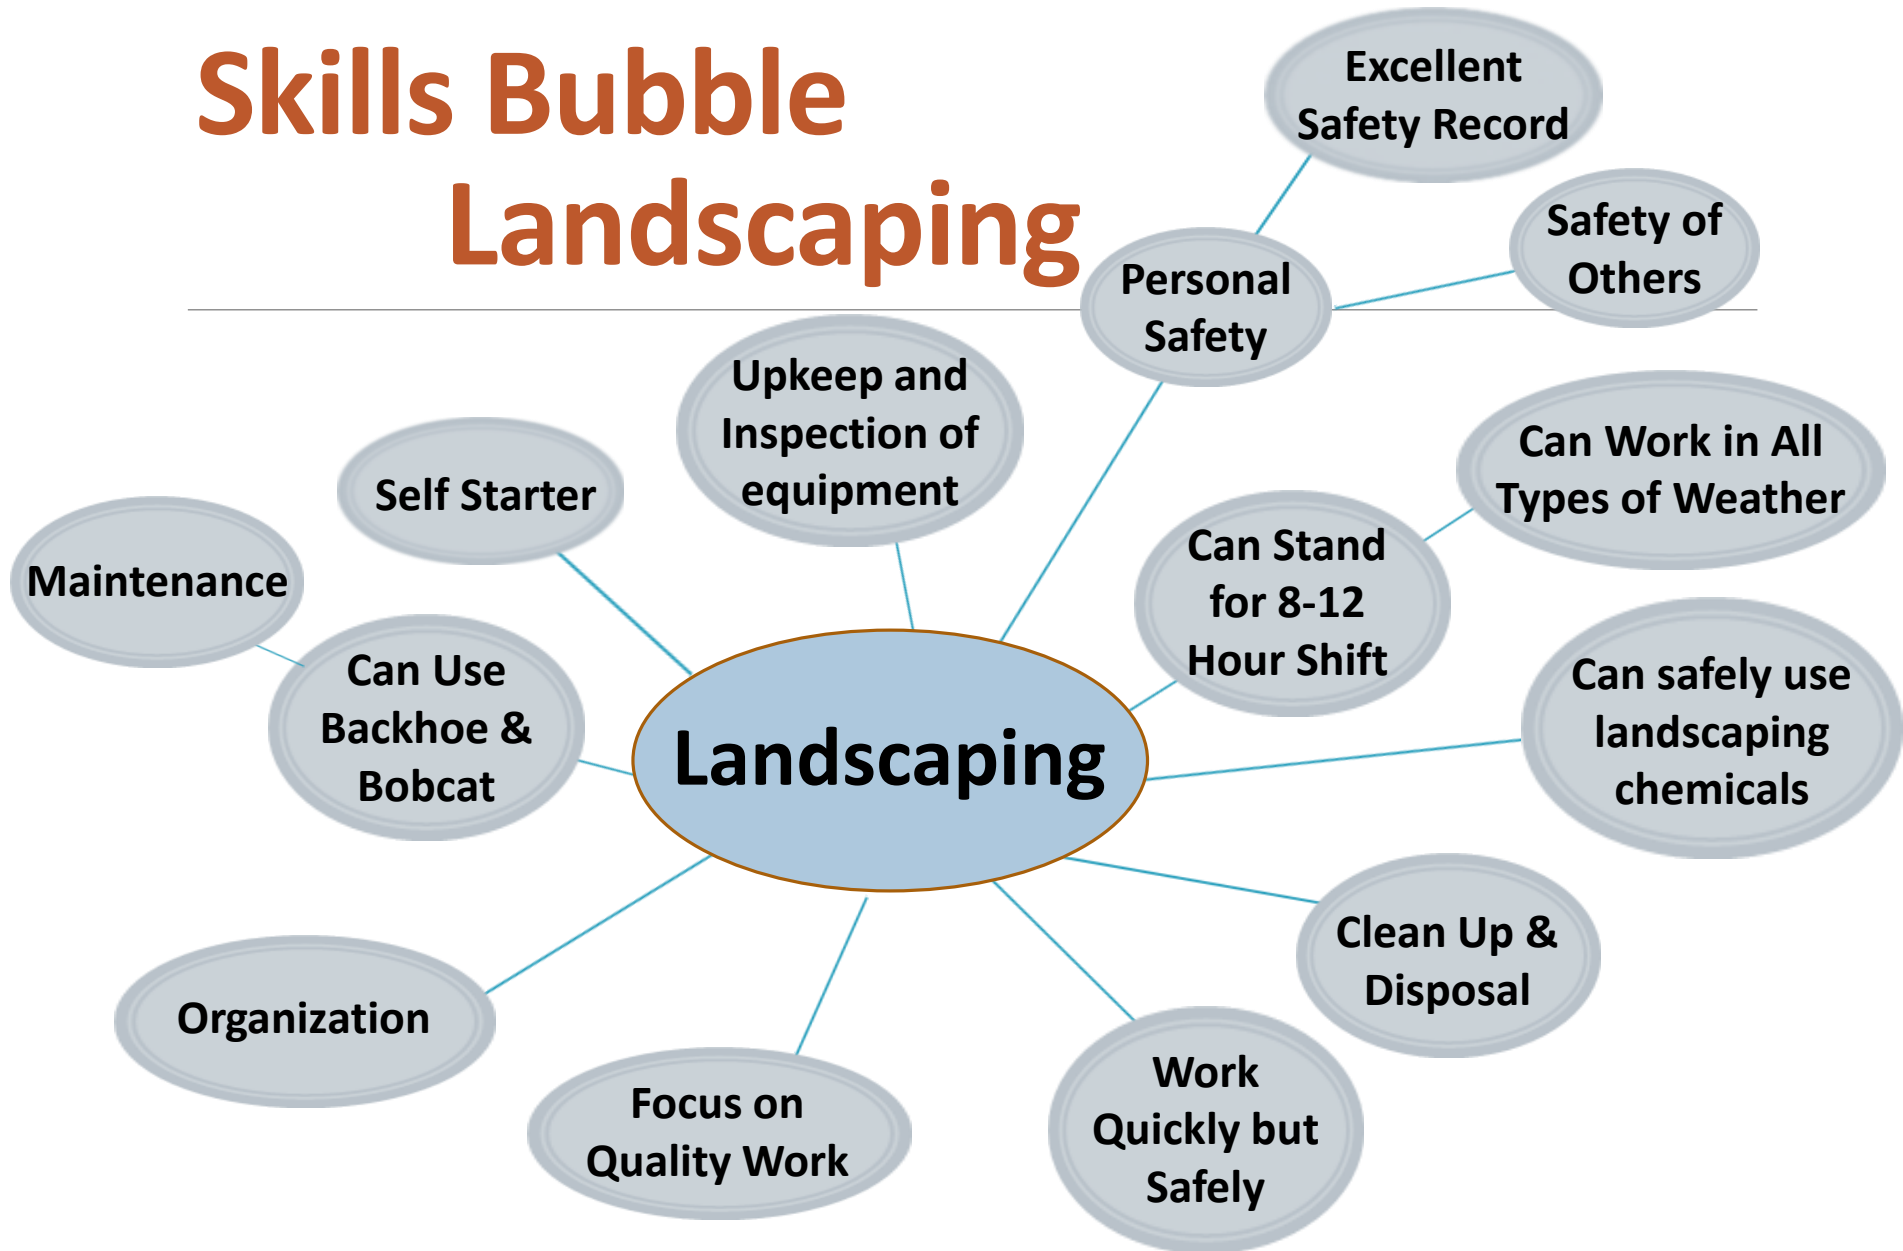 Skills Bubble
Landscaping
Excellent
Safety Record
Safety of
Others
Personal
Safety
Upkeep and
Inspection of
equipment
Self Starter
Maintenance
Can Use
Backhoe &
Bobcat
Can Work in All
Types of Weather
Can Stand
for 8-12
Hour Shift
Can safely use
landscaping
chemicals
Landscaping
Clean Up &
Disposal
Organization
Focus on
Quality Work
Work
Quickly but
Safely